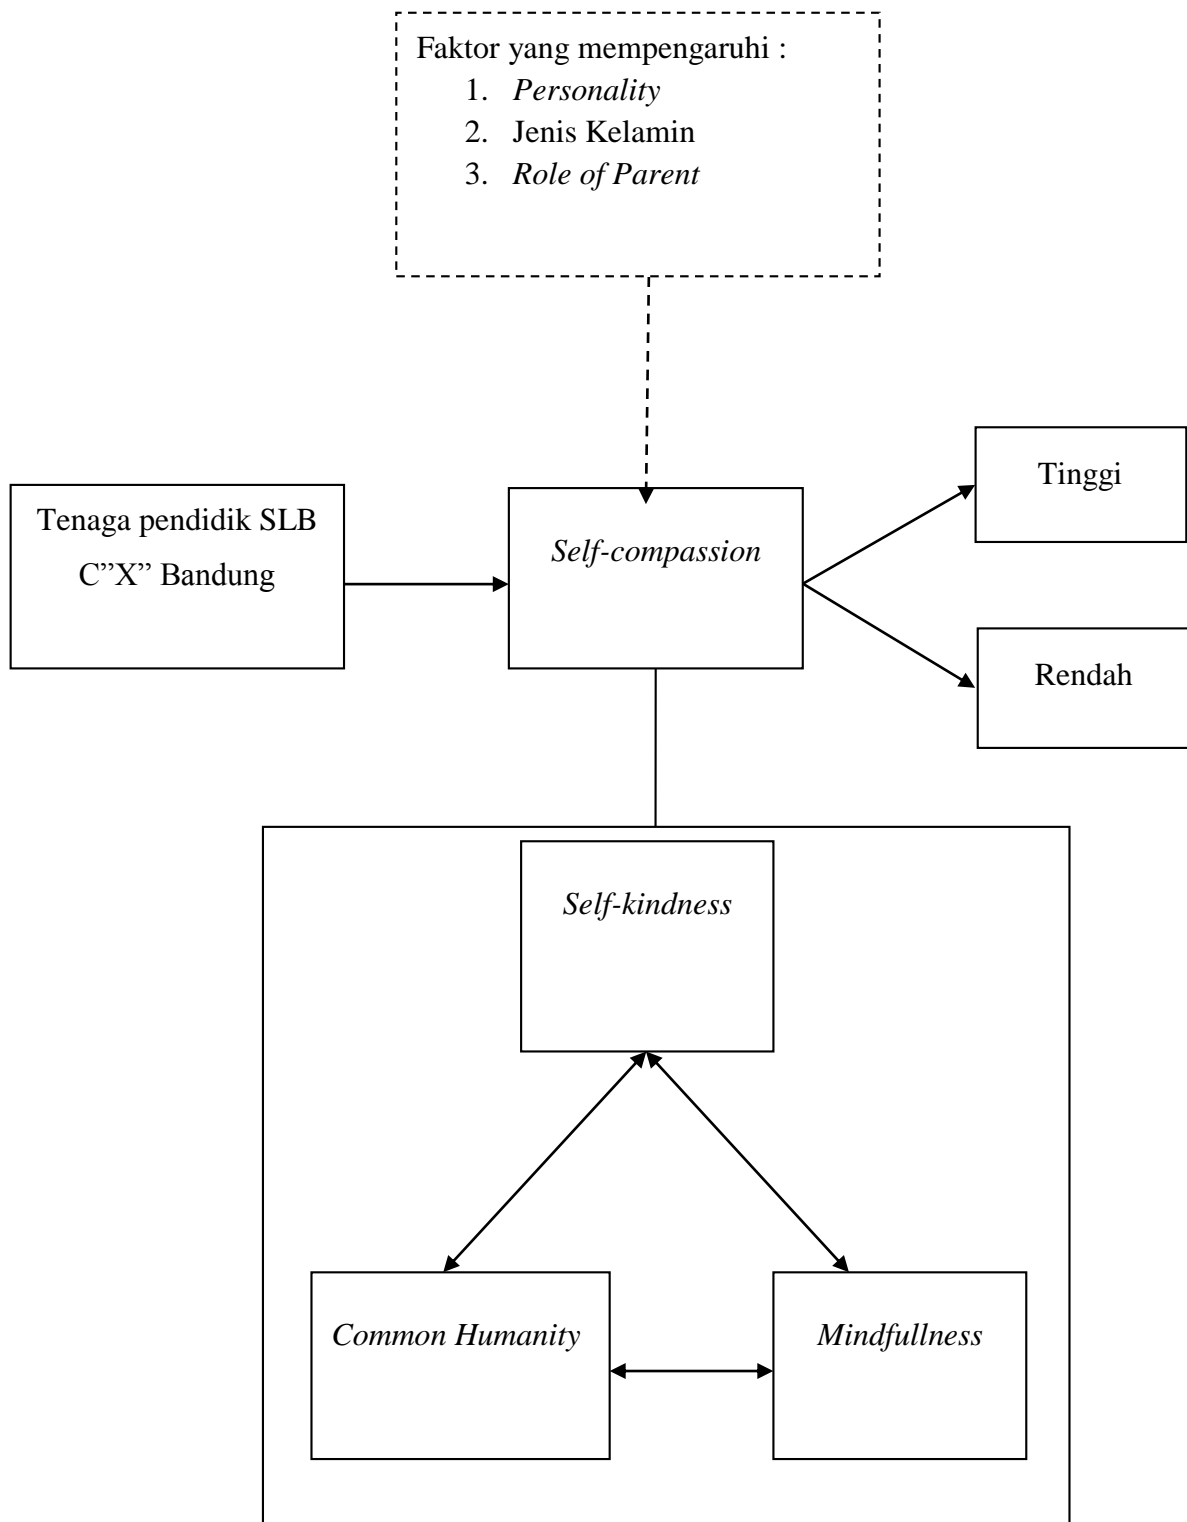 Faktor yang mempengaruhi :
1. Personality
2. Jenis Kelamin
3. Role of Parent
Tinggi
Tenaga pendidik SLB
C”X” Bandung
Self-compassion
Rendah
Self-kindness
Common Humanity
Mindfullness